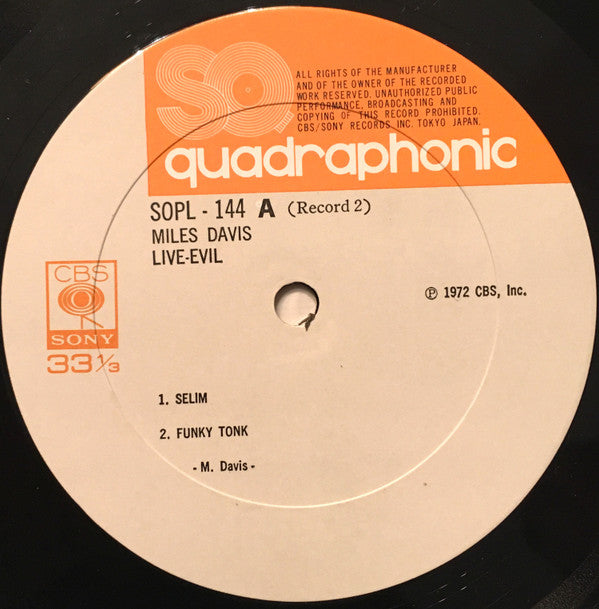 SQ
ALL RIGHTS OF THE MANUFACTURER
AND OF THE OWNER OF THE RECORDED
WORK RESERVED. UNAUTHORIZED PUBLIC
PERFORMANCE, BROADCASTING AND
COPYING OF THIS RECORD PROHIBITED.
CBS/SONY RECORDS INC. TOKYO JAPAN.
quadraphonic
SOPL - 144 A (Record 2)
MILES DAVIS
LIVE-EVIL
CBS
SONY
33 1/3
℗ 1972 CBS, Inc.
1. SELIM
2. FUNKY TONK
- M. Davis -